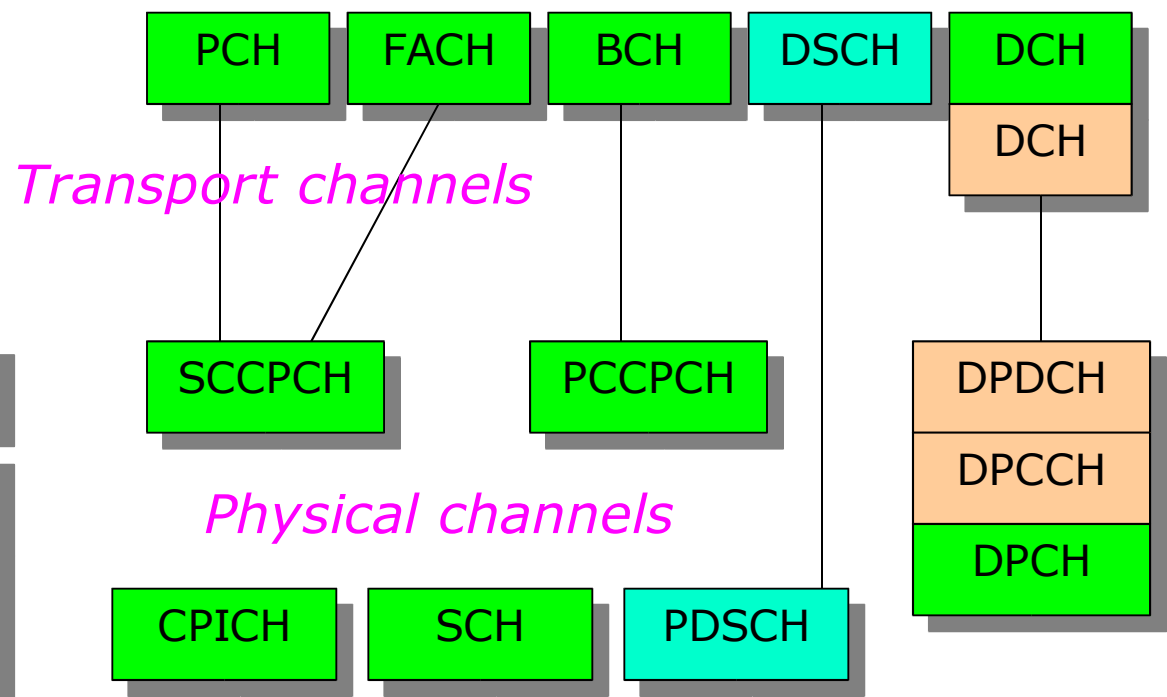 PCH
FACH
BCH
DSCH
DCH
DCH
Transport channels
SCCPCH
PCCPCH
DPDCH
DPCCH
Physical channels
DPCH
CPICH
SCH
PDSCH